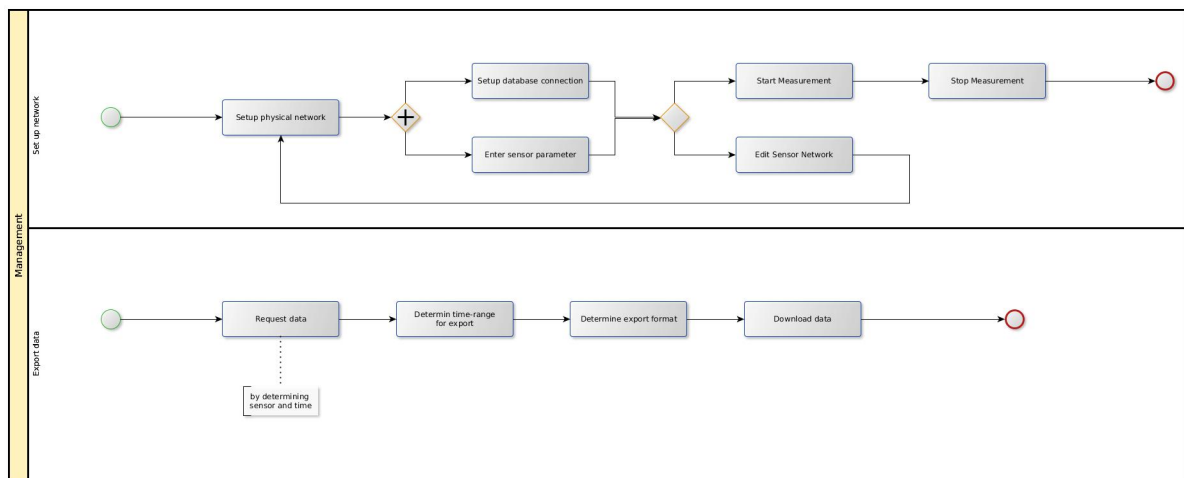 Management
Set up network
Setup physical network
Setup database connection
Enter sensor parameter
Start Measurement
Stop Measurement
Edit Sensor Network
Export data
Request data
by determining
sensor and time
Determin time-range
for export
Determine export format
Download data